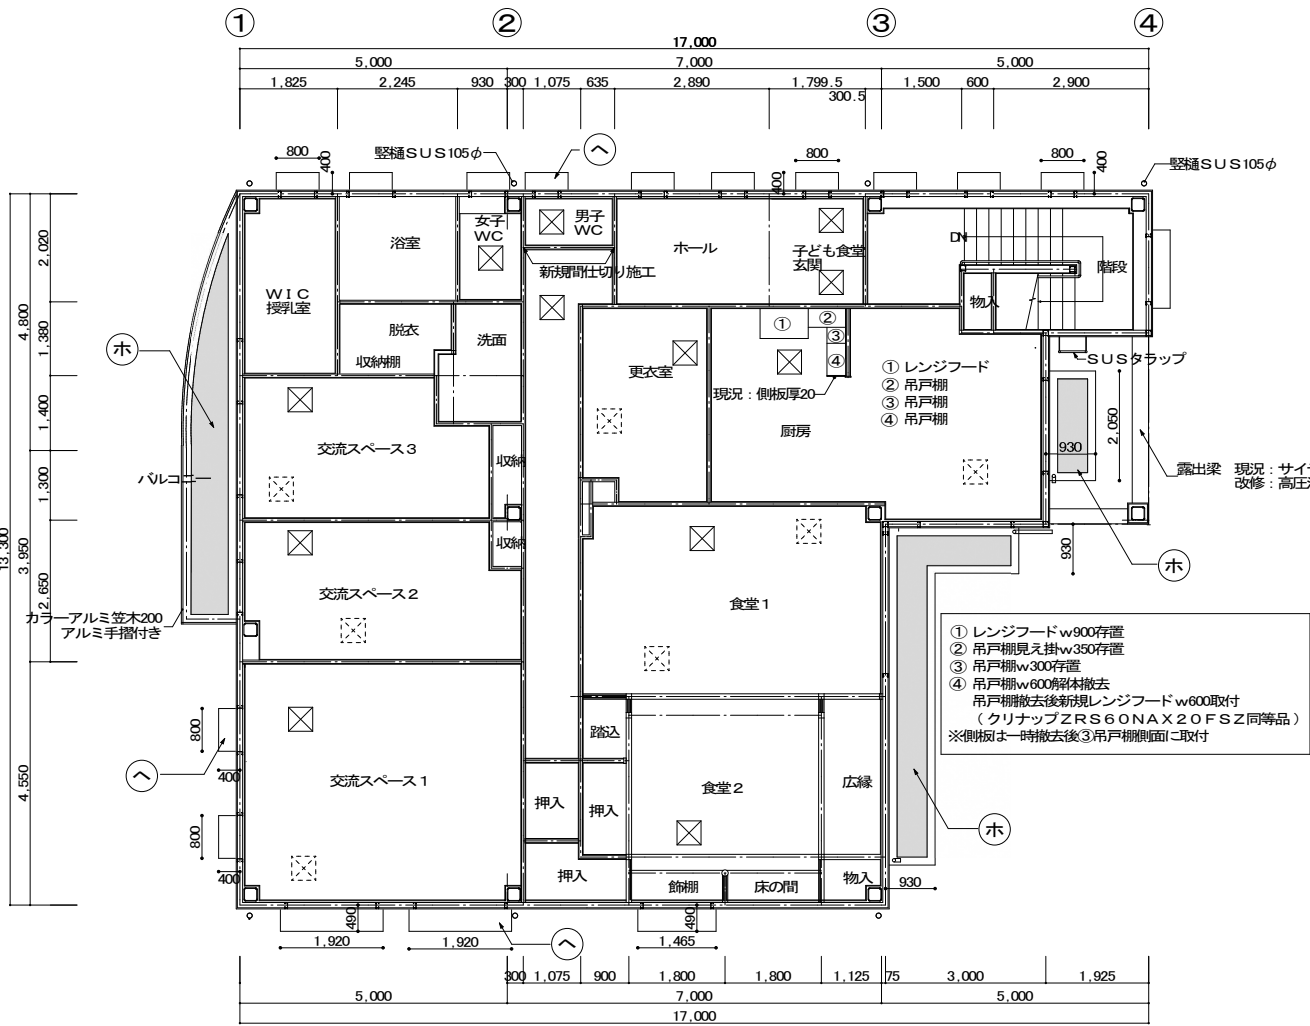 ① ② ③ ④
17,000
5,000 7,000 5,000
1,825 2,245 930 300 1,075 635 2,890 1,799.5 1,500 600 2,900
300.5
800 竪樋ＳＵＳ105φ ヘ 800 800 竪樋ＳＵＳ105φ
400 400 400
女子
WC
男子
WC
浴室
ホール
子ども食堂
玄関
DN
階段
新規間仕切り施工
ＷＩＣ
授乳室
物入
脱衣
収納棚
洗面
更衣室
① ② ③ ④
現況：側板厚20
厨房
① レンジフード
② 吊戸棚
③ 吊戸棚
④ 吊戸棚
ＳＵＳタラップ
2,050
930
露出梁 現況：サイ
改修：高圧
ホ
バルコニー
交流スペース３
収納
収納
交流スペース２
カラーアルミ笠木200
アルミ手摺付き
食堂１
930
ホ
① レンジフードｗ900存置
② 吊戸棚見え掛ｗ350存置
③ 吊戸棚ｗ300存置
④ 吊戸棚ｗ600解体撤去
吊戸棚撤去後新規レンジフードｗ600取付
（クリナップＺＲＳ６０ＮＡＸ２０ＦＳＺ同等品）
※側板は一時撤去後③吊戸棚側面に取付
踏込
800
ヘ
400
交流スペース１
押入
押入
食堂２
広縁
ホ
800
400
押入
飾棚
床の間
物入
930
490 490
1,920 1,920 ヘ 1,465
300 1,075 900 1,800 1,800 1,125 75 3,000 1,925
5,000 7,000 5,000
17,000
13,300
4,800 3,950 4,550
2,020 1,380 1,400 1,300 2,650